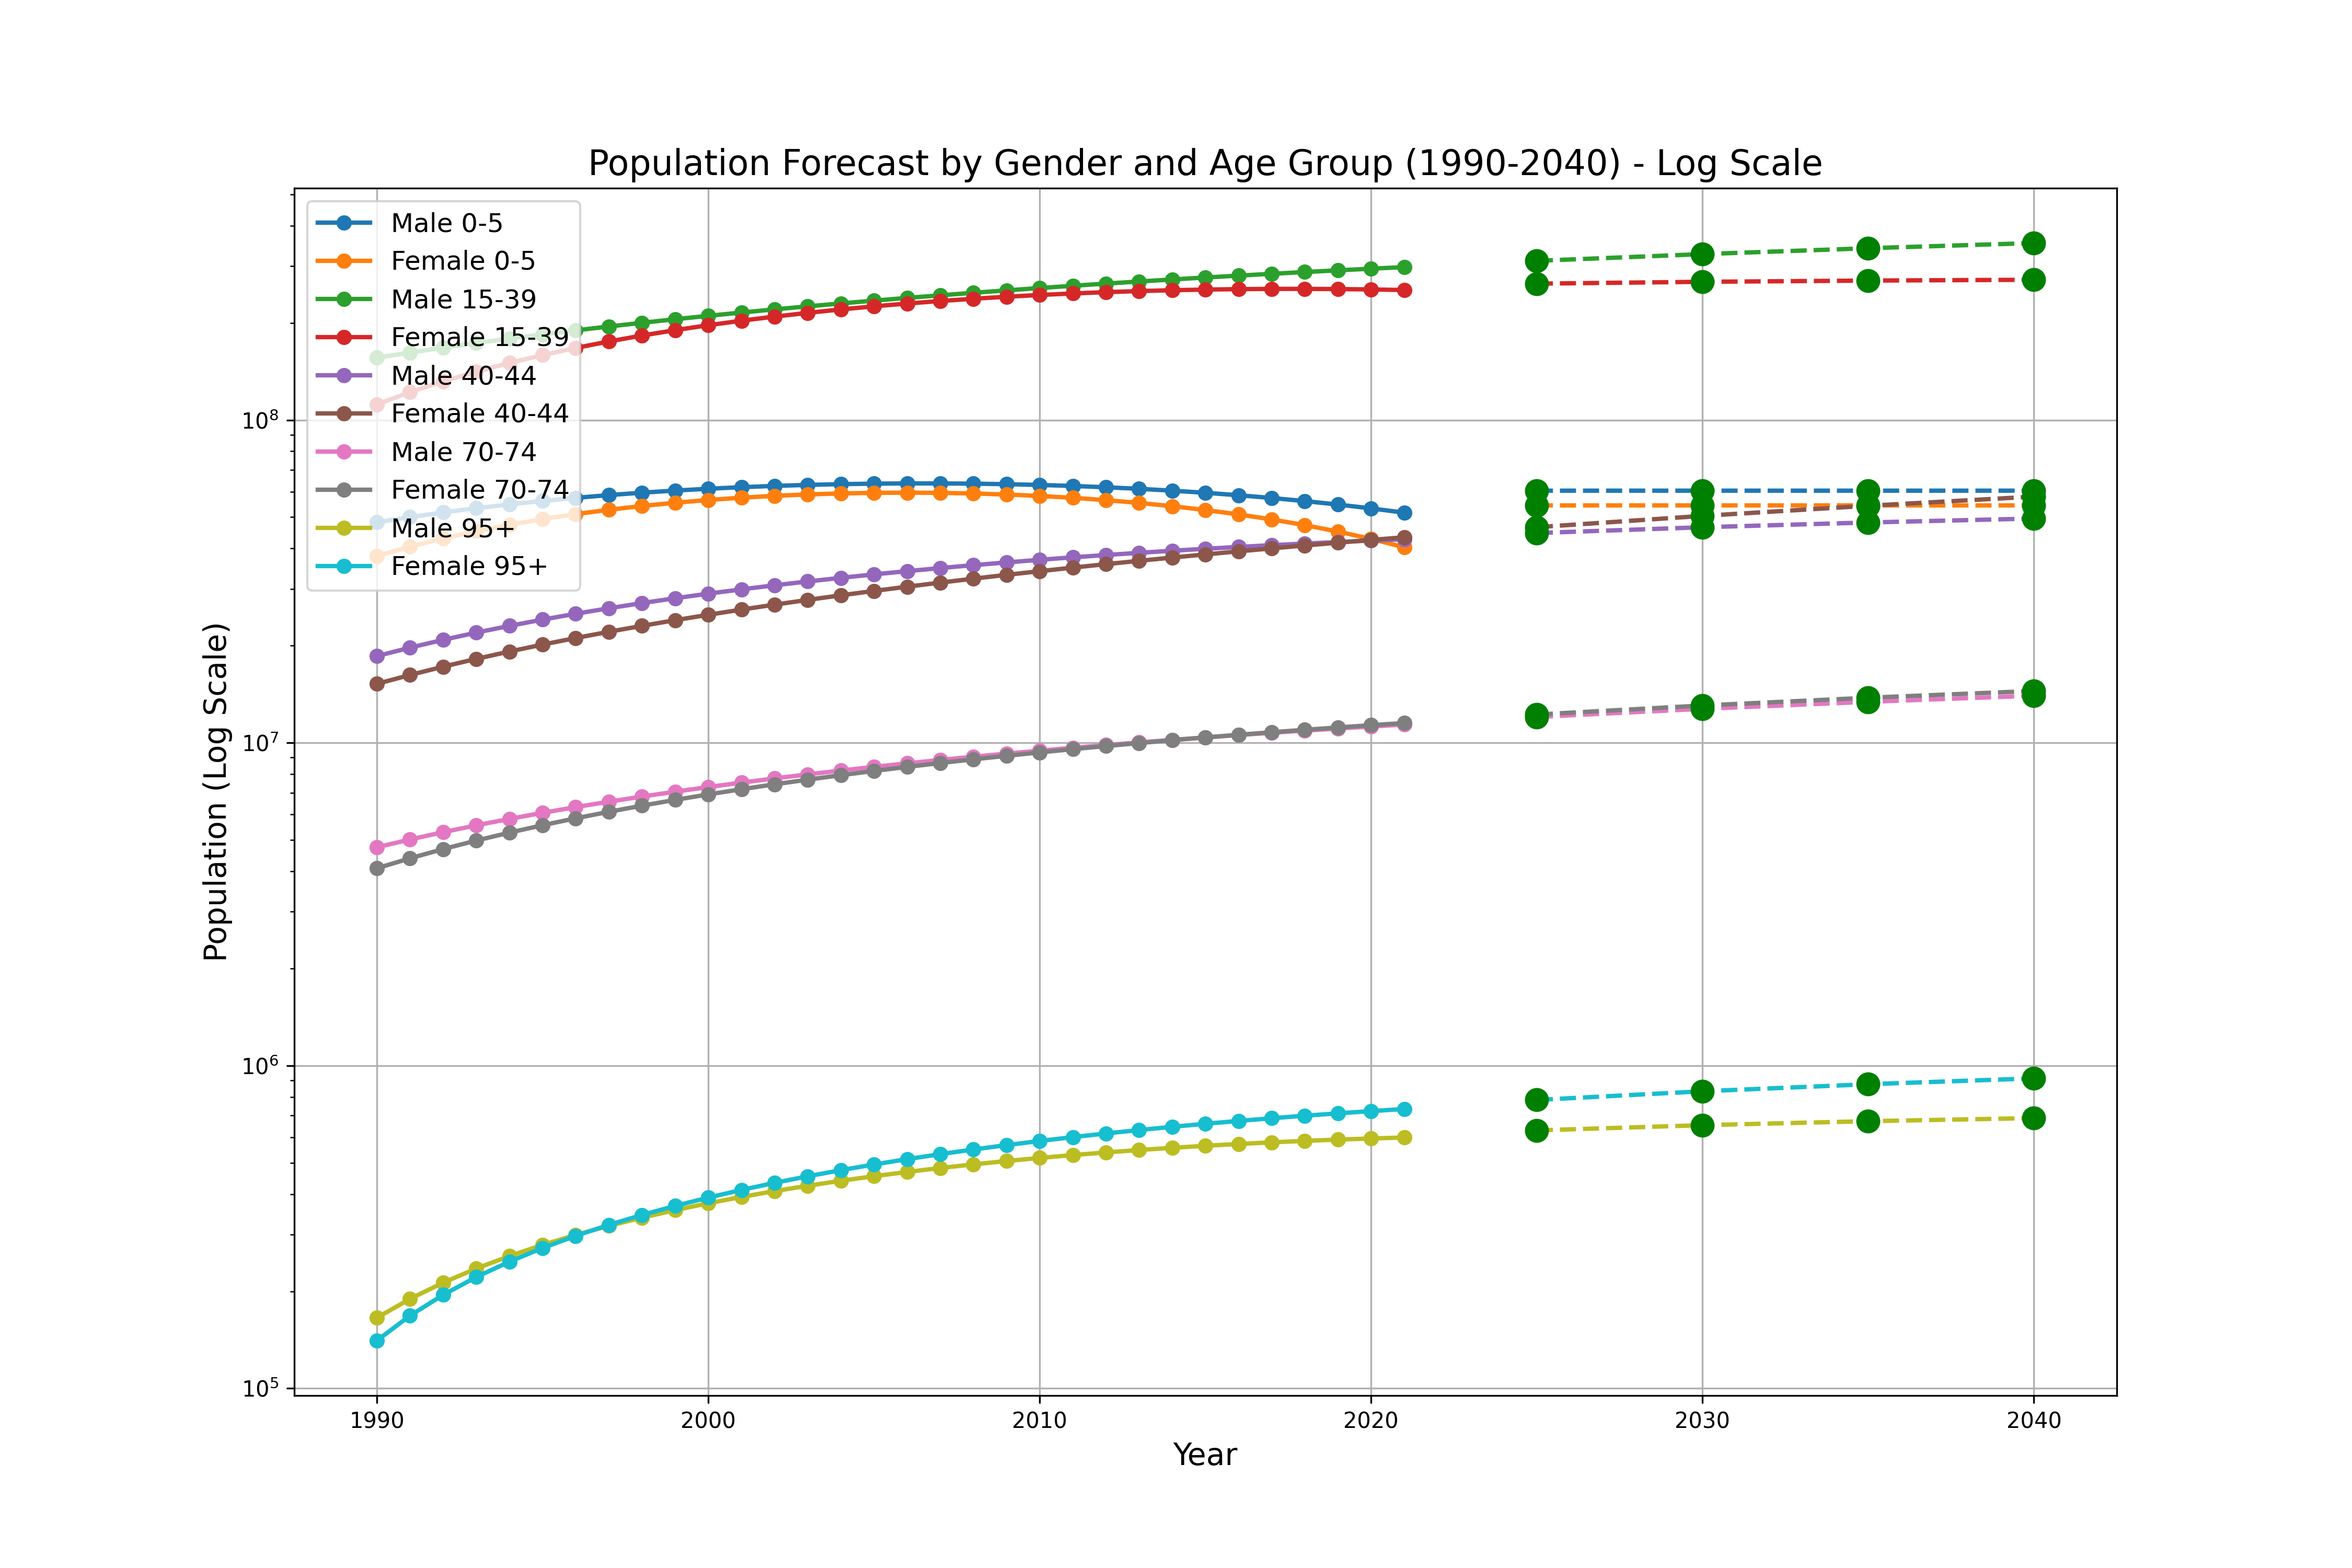 Population Forecast by Gender and Age Group (1990-2040) - Log Scale
Male 0-5
Female 0-5
Male 15-39
Female 15-39
Male 40-44
Female 40-44
Male 70-74
Female 70-74
Male 95+
Female 95+
Population (Log Scale)
10⁸
10⁷
10⁶
10⁵
1990 2000 2010 2020 2030 2040
Year